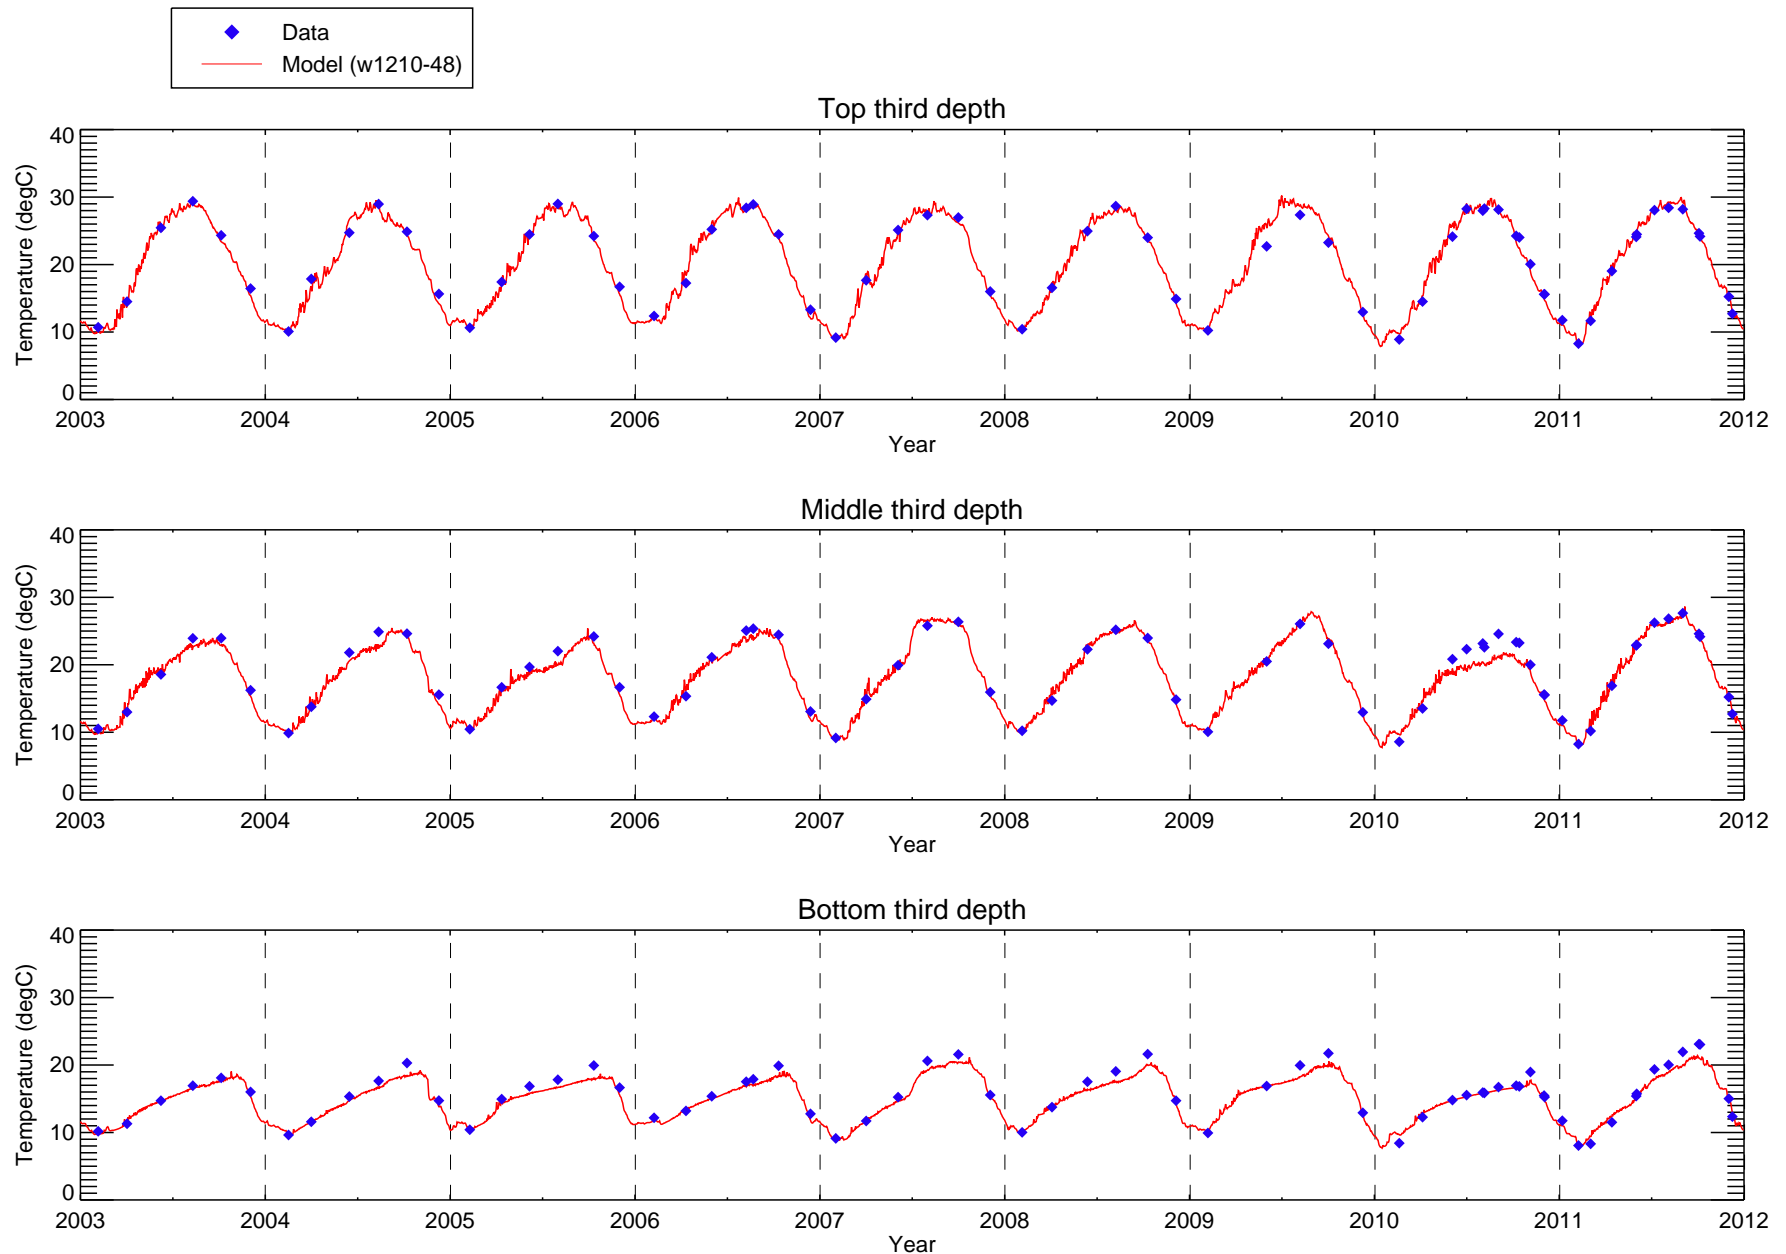 Data
Model (w1210-48)
Top third depth
Temperature (degC)
40
30
20
10
0
2003 2004 2005 2006 2007 2008 2009 2010 2011 2012
Year
Middle third depth
Temperature (degC)
40
30
20
10
0
2003 2004 2005 2006 2007 2008 2009 2010 2011 2012
Year
Bottom third depth
Temperature (degC)
40
30
20
10
0
2003 2004 2005 2006 2007 2008 2009 2010 2011 2012
Year